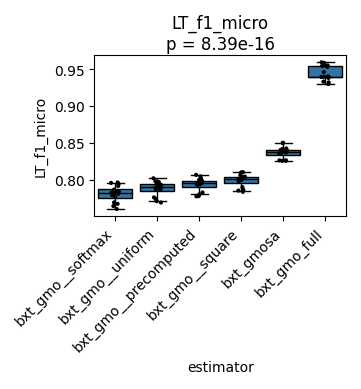 LT_f1_micro
p = 8.39e-16
LT_f1_micro
0.95
0.90
0.85
0.80
bxt_gmo__softmax
bxt_gmo__uniform
bxt_gmo__precomputed
bxt_gmo__square
bxt_gmosa
bxt_gmo_full
estimator